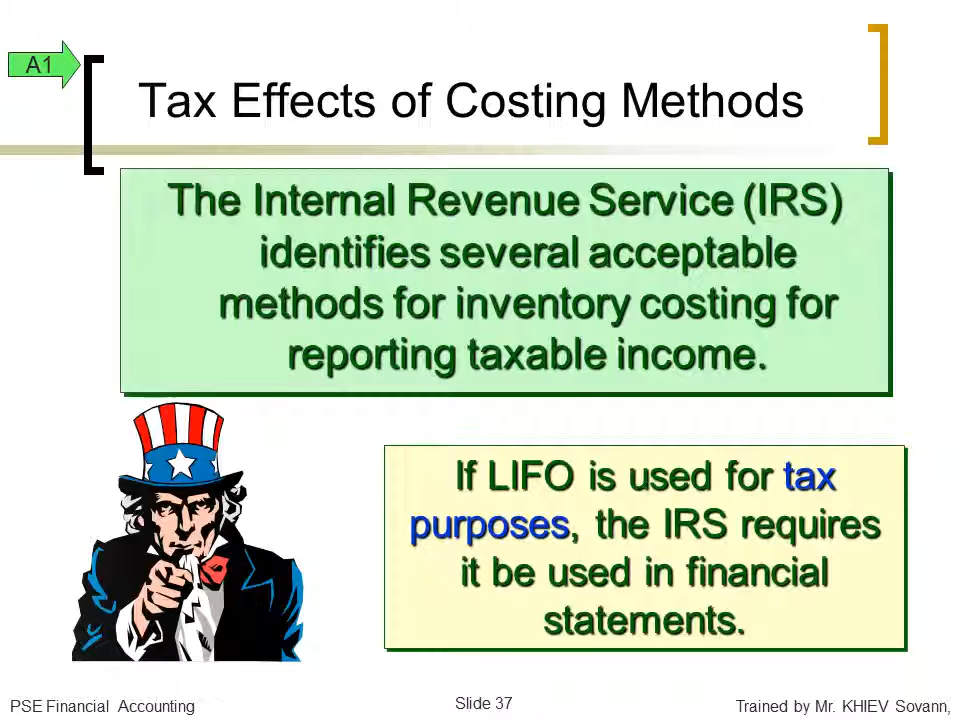 A1
Tax Effects of Costing Methods
The Internal Revenue Service (IRS)
identifies several acceptable
methods for inventory costing for
reporting taxable income.
If LIFO is used for tax
purposes, the IRS requires
it be used in financial
statements.
PSE Financial Accounting
Slide 37
Trained by Mr. KHIEV Sovann,